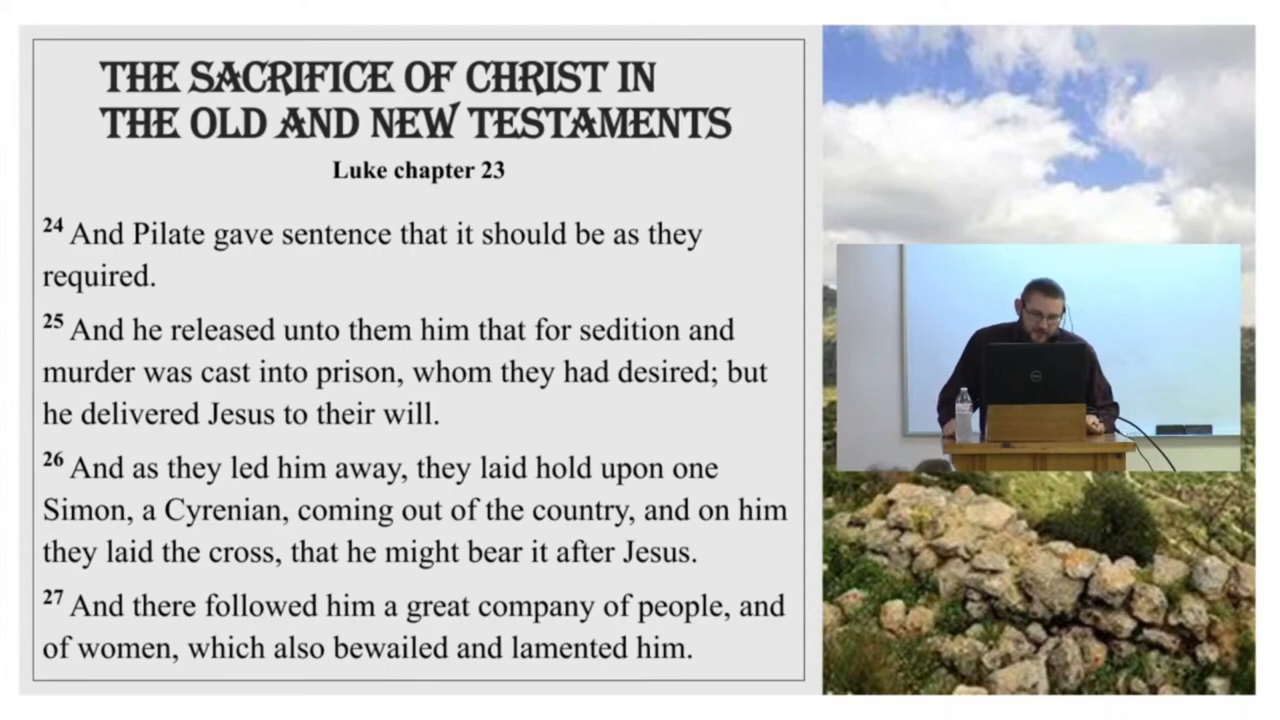 THE SACRIFICE OF CHRIST IN
THE OLD AND NEW TESTAMENTS
Luke chapter 23
24 And Pilate gave sentence that it should be as they
required.
25 And he released unto them him that for sedition and
murder was cast into prison, whom they had desired; but
he delivered Jesus to their will.
26 And as they led him away, they laid hold upon one
Simon, a Cyrenian, coming out of the country, and on him
they laid the cross, that he might bear it after Jesus.
27 And there followed him a great company of people, and
of women, which also bewailed and lamented him.